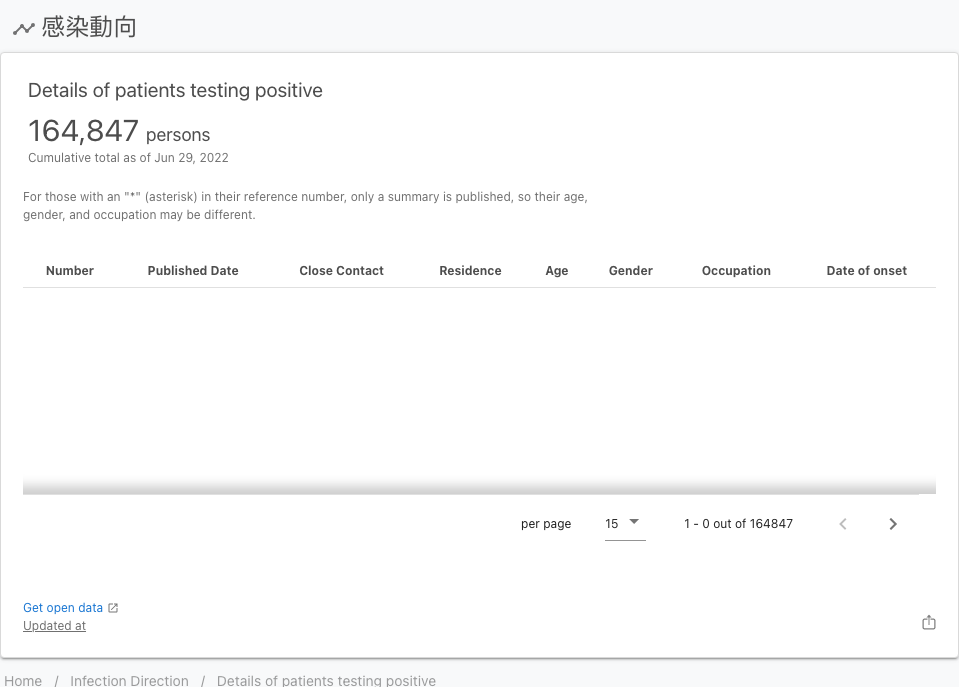 感染動向
Details of patients testing positive
164,847 persons
Cumulative total as of Jun 29, 2022
For those with an "*" (asterisk) in their reference number, only a summary is published, so their age,
gender, and occupation may be different.
Number Published Date Close Contact Residence Age Gender Occupation Date of onset
per page 15 1 - 0 out of 164847
Get open data
Updated at
Home / Infection Direction / Details of patients testing positive